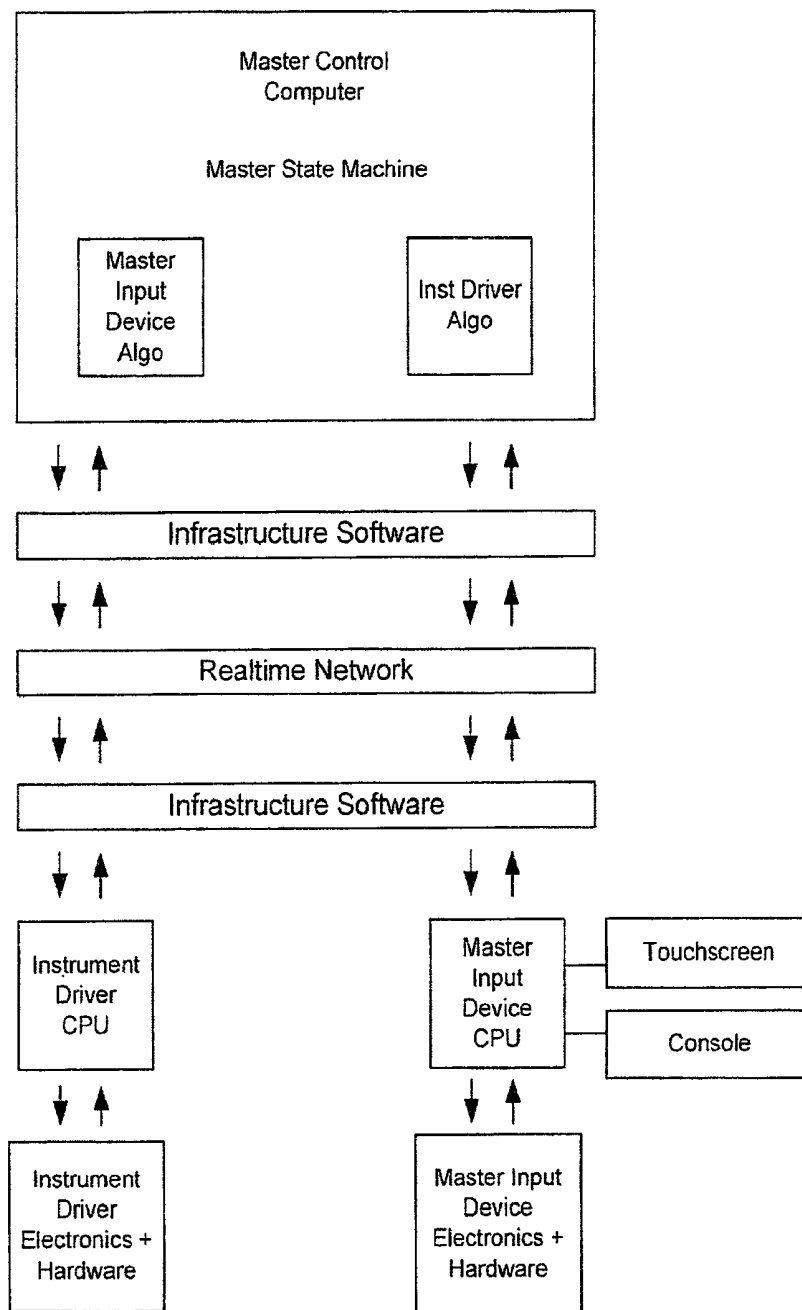 Master Control
Computer
Master State Machine
Master
Input
Device
Algo
Inst Driver
Algo
Infrastructure Software
Realtime Network
Infrastructure Software
Instrument
Driver
CPU
Master
Input
Device
CPU
Touchscreen
Console
Instrument
Driver
Electronics +
Hardware
Master Input
Device
Electronics +
Hardware